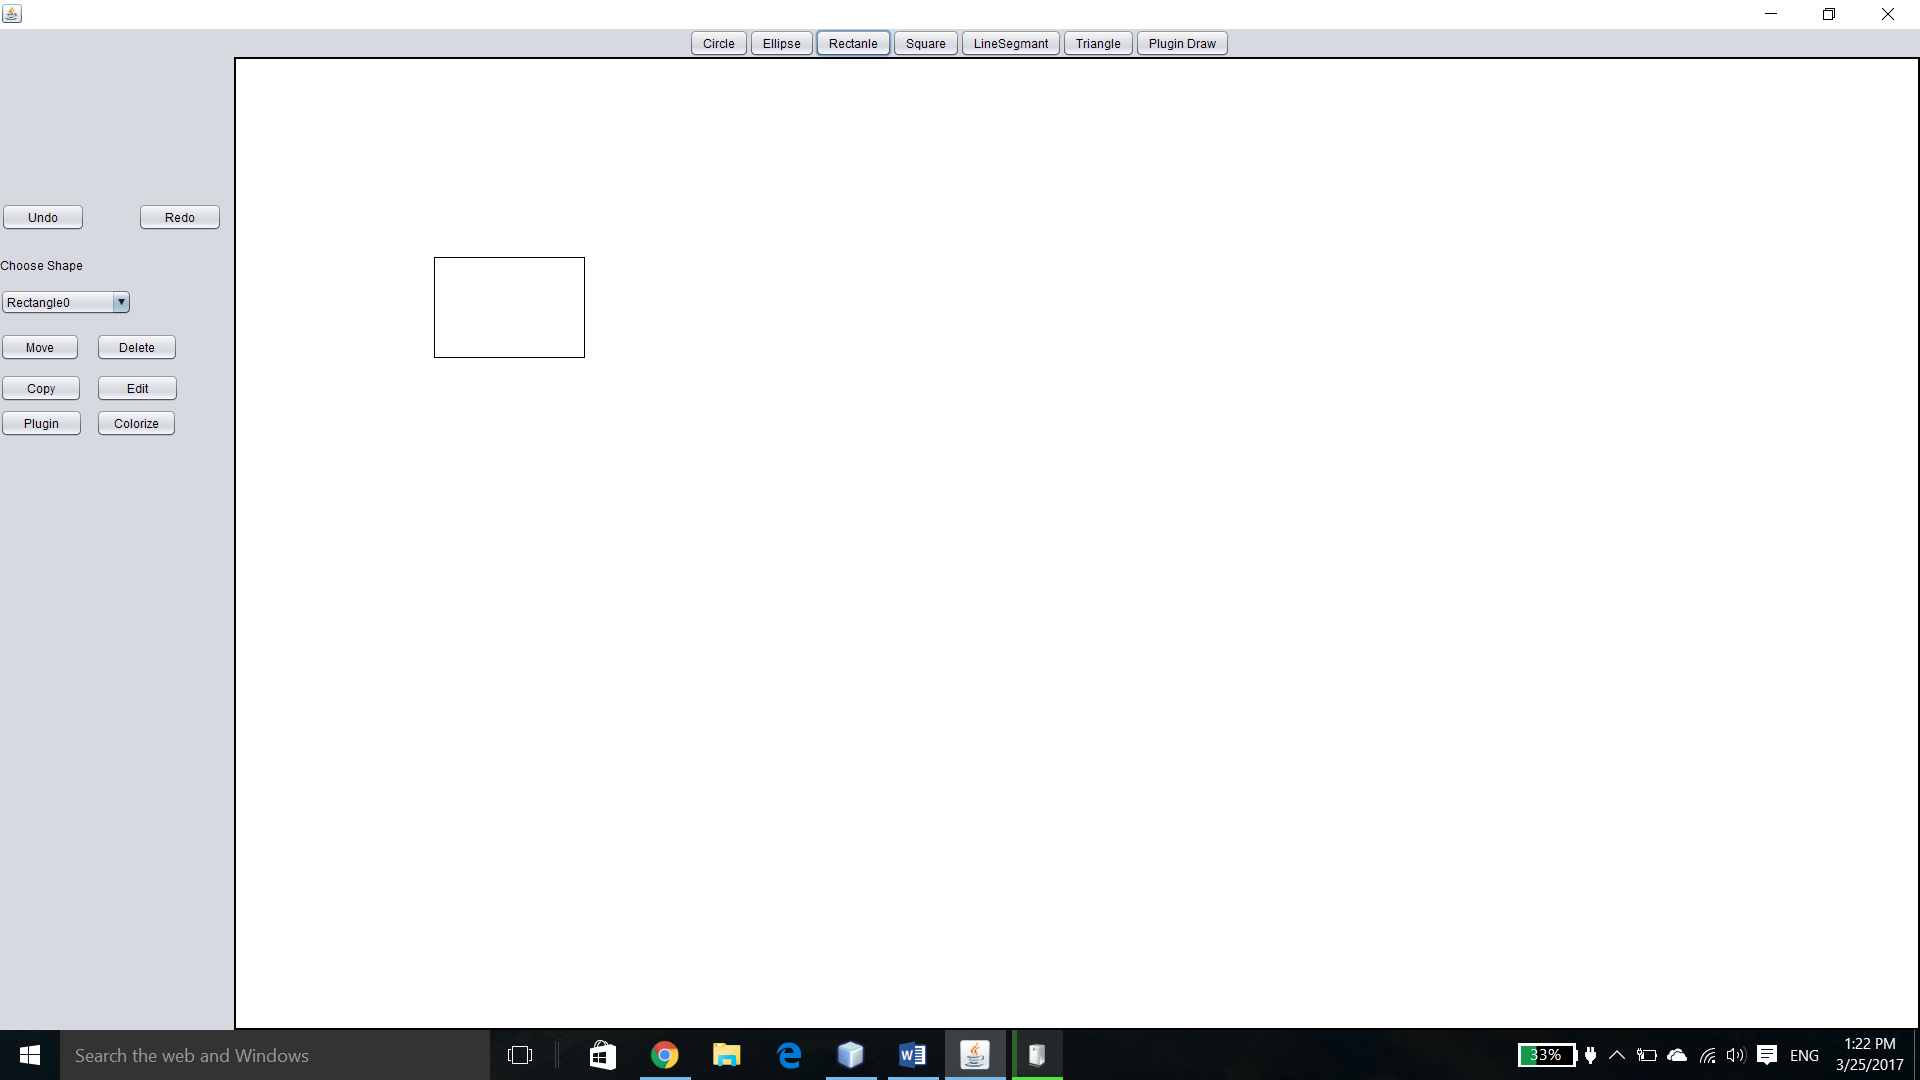 Circle Ellipse Rectanle Square LineSegmant Triangle Plugin Draw
Undo Redo
Choose Shape
Rectangle0
Move Delete
Copy Edit
Plugin Colorize
Search the web and Windows
33%
ENG
1:22 PM
3/25/2017